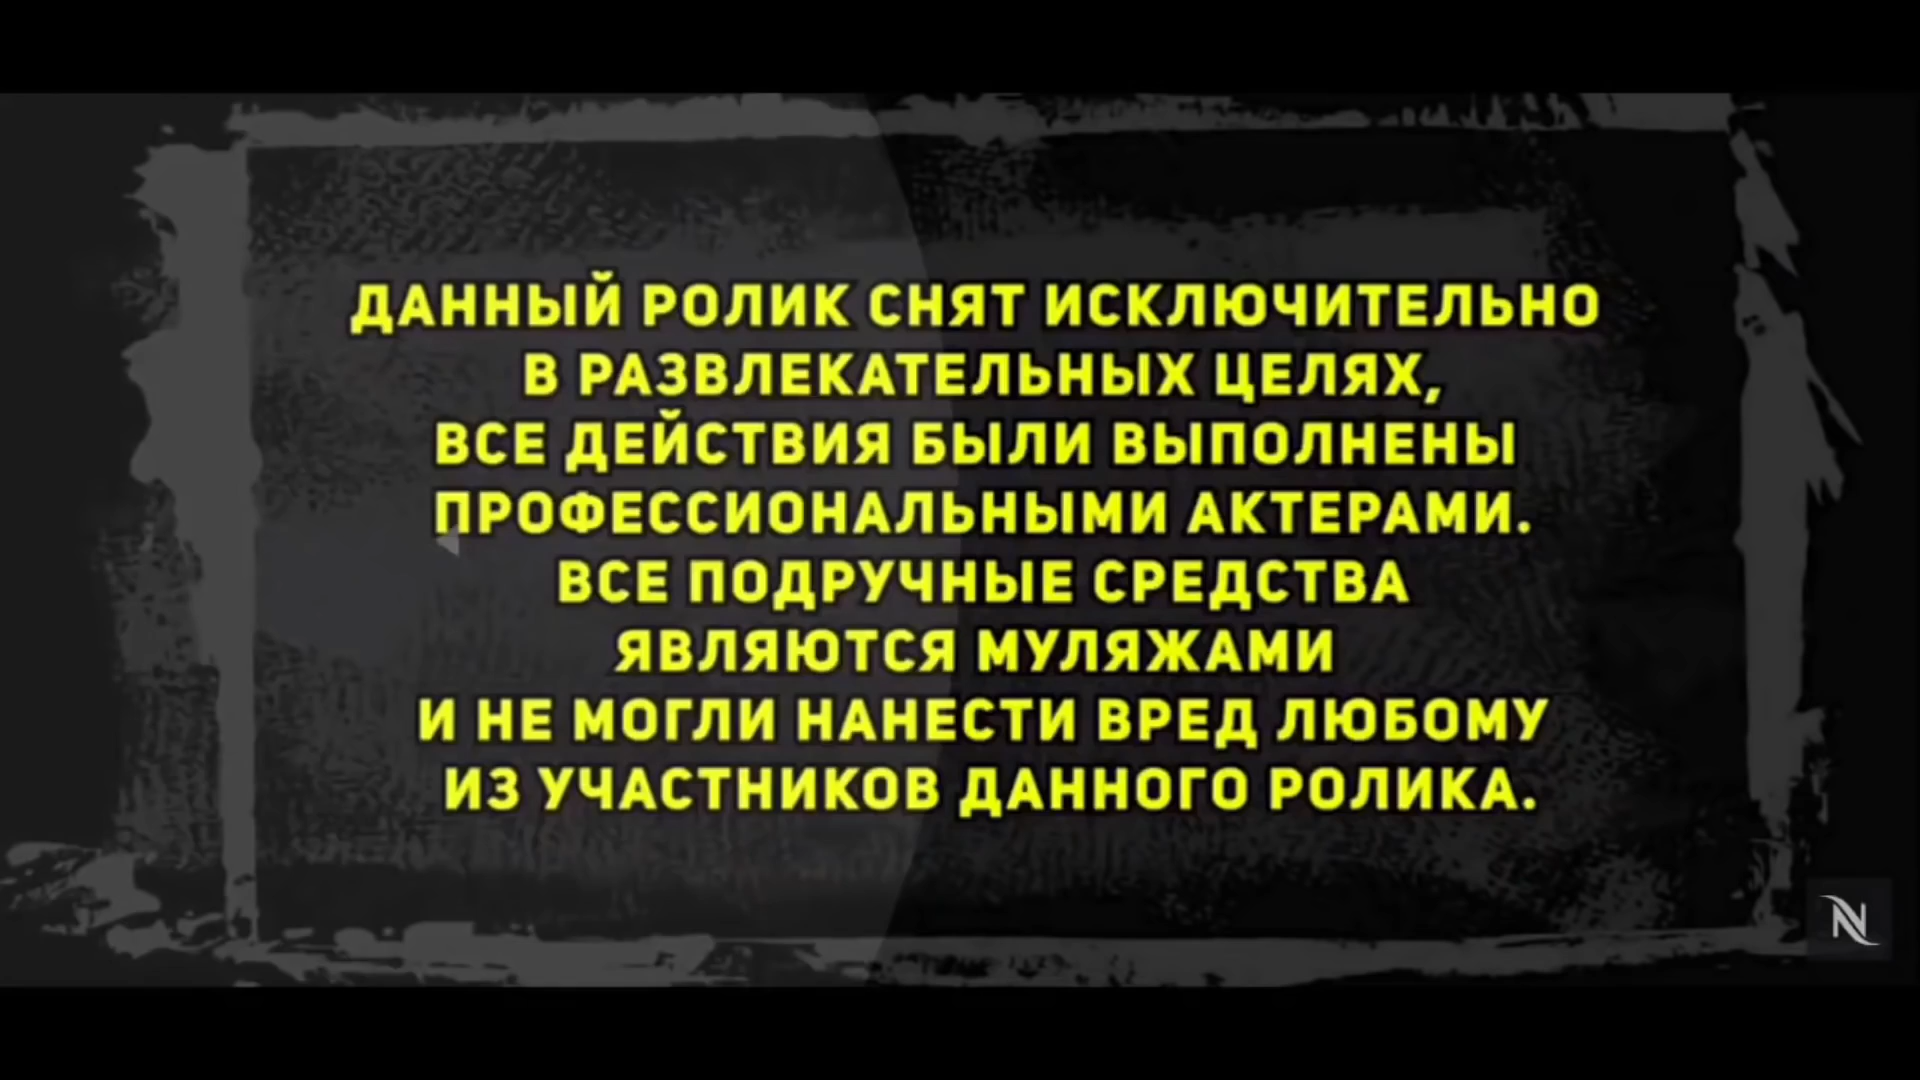 ДАННЫЙ РОЛИК СНЯТ ИСКЛЮЧИТЕЛЬНО
В РАЗВЛЕКАТЕЛЬНЫХ ЦЕЛЯХ,
ВСЕ ДЕЙСТВИЯ БЫЛИ ВЫПОЛНЕНЫ
ПРОФЕССИОНАЛЬНЫМИ АКТЕРАМИ.
ВСЕ ПОДРУЧНЫЕ СРЕДСТВА
ЯВЛЯЮТСЯ МУЛЯЖАМИ
И НЕ МОГЛИ НАНЕСТИ ВРЕД ЛЮБОМУ
ИЗ УЧАСТНИКОВ ДАННОГО РОЛИКА.
N